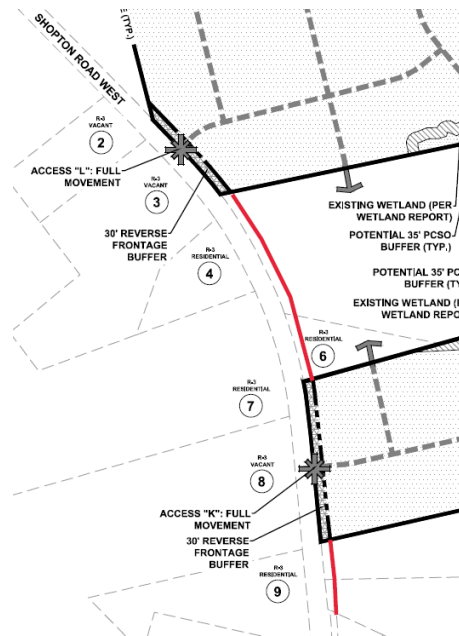 E (TYP.)
SHOPTON ROAD WEST
R-3
VACANT
2
ACCESS "L": FULL
MOVEMENT
R-3
VACANT
3
30' REVERSE
FRONTAGE
BUFFER
R-3
RESIDENTIAL
4
EXISTING WETLAND (PER
WETLAND REPORT)
POTENTIAL 35' PCSO
BUFFER (TYP.)
POTENTIAL 35' PC
BUFFER (TY
EXISTING WETLAND (
WETLAND REPO
R-3
RESIDENTIAL
6
R-3
RESIDENTIAL
7
R-3
VACANT
8
ACCESS "K": FULL
MOVEMENT
30' REVERSE
FRONTAGE
BUFFER
R-3
RESIDENTIAL
9